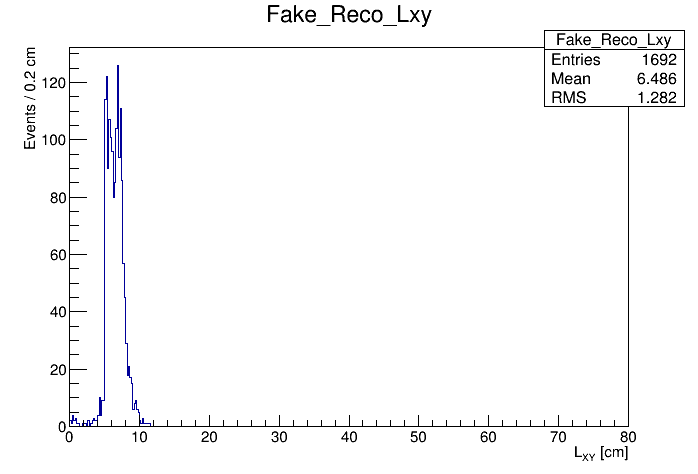 Fake_Reco_Lxy
Fake_Reco_Lxy
Entries 1692
Mean 6.486
RMS 1.282
Events / 0.2 cm
120
100
80
60
40
20
0
0 10 20 30 40 50 60 70 80
L_XY [cm]